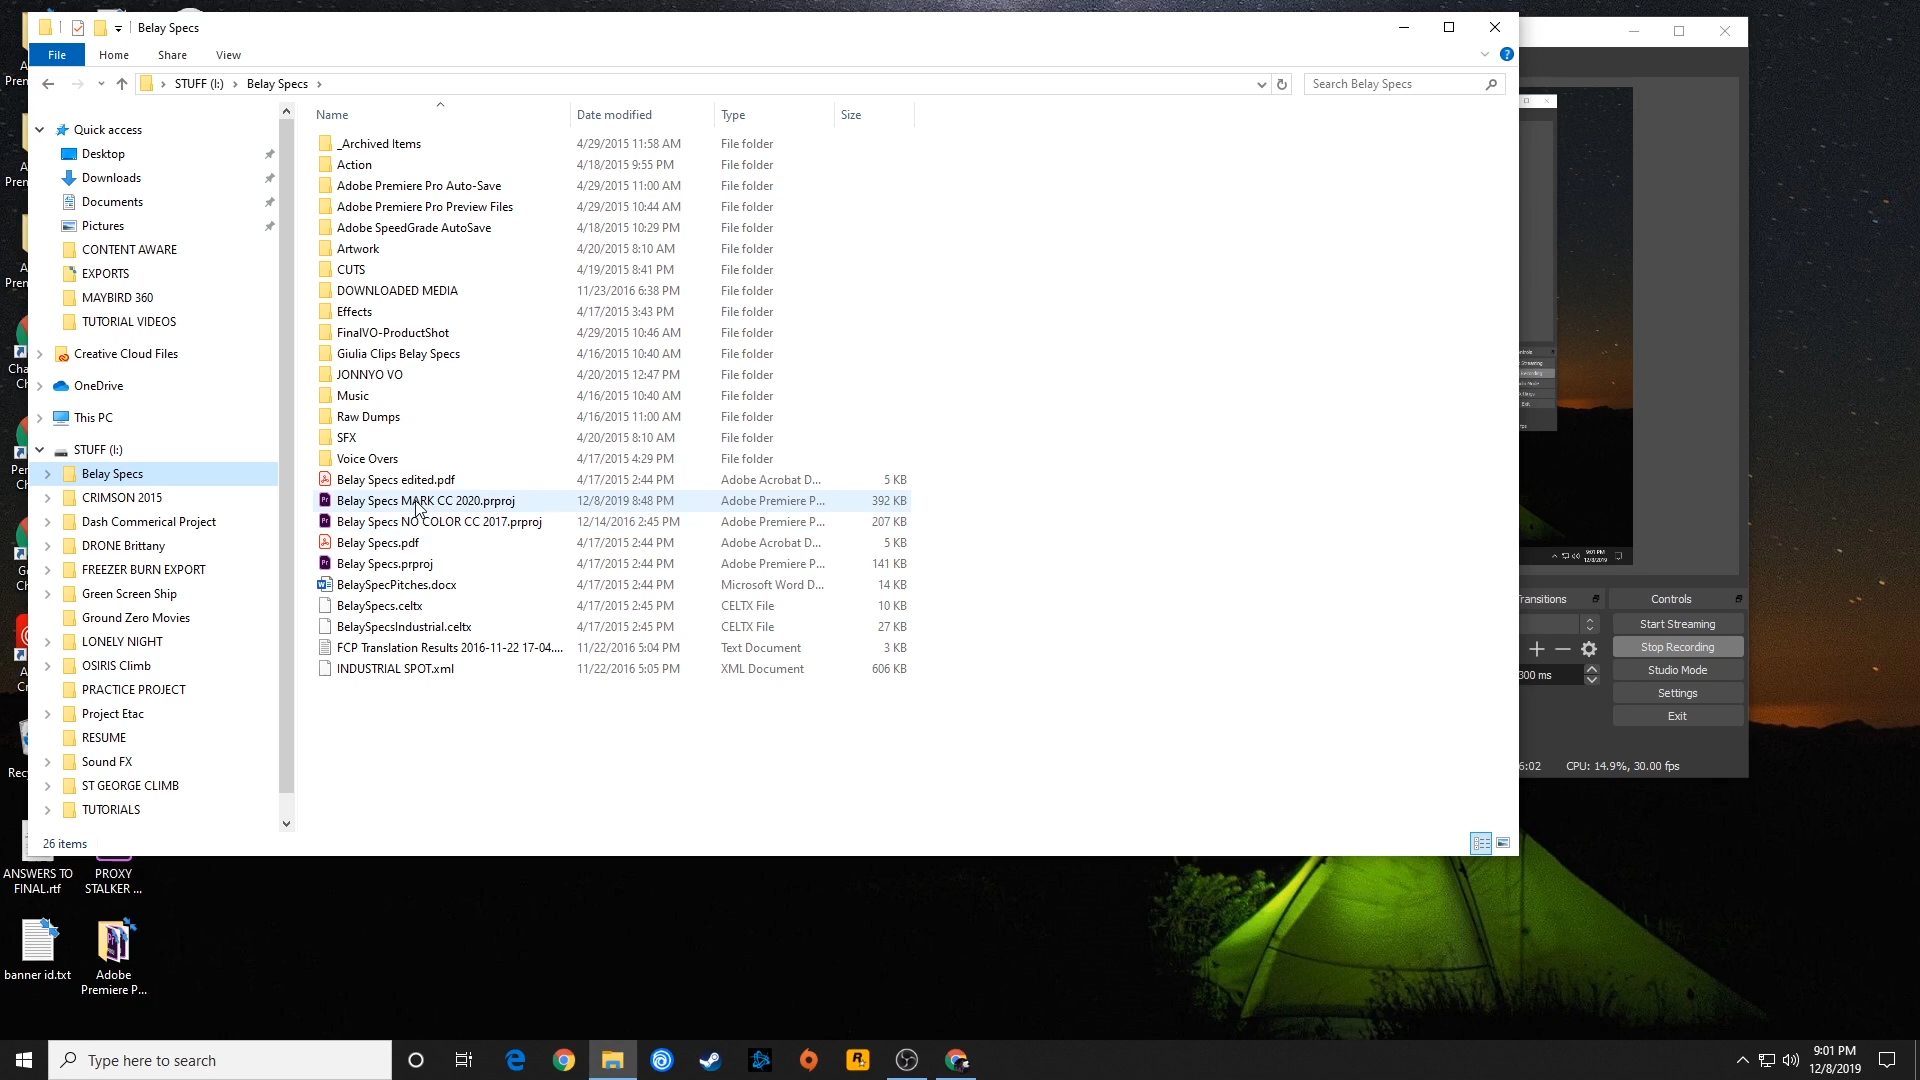 Belay Specs
File Home Share View
STUFF (I:) Belay Specs
Search Belay Specs
Name Date modified Type Size
_Archived Items 4/29/2015 11:58 AM File folder
Action 4/18/2015 9:55 PM File folder
Adobe Premiere Pro Auto-Save 4/29/2015 11:00 AM File folder
Adobe Premiere Pro Preview Files 4/29/2015 10:44 AM File folder
Adobe SpeedGrade AutoSave 4/18/2015 10:29 PM File folder
Artwork 4/20/2015 8:10 AM File folder
CUTS 4/19/2015 8:41 PM File folder
DOWNLOADED MEDIA 11/23/2016 6:38 PM File folder
Effects 4/17/2015 3:43 PM File folder
FinalVO-ProductShot 4/29/2015 10:46 AM File folder
Giulia Clips Belay Specs 4/16/2015 10:40 AM File folder
JONNYO VO 4/20/2015 12:47 PM File folder
Music 4/16/2015 10:40 AM File folder
Raw Dumps 4/16/2015 11:00 AM File folder
SFX 4/20/2015 8:10 AM File folder
Voice Overs 4/17/2015 4:29 PM File folder
Belay Specs edited.pdf 4/17/2015 2:44 PM Adobe Acrobat D... 5 KB
Belay Specs MARK CC 2020.prproj 12/8/2019 8:48 PM Adobe Premiere P... 392 KB
Belay Specs NO COLOR CC 2017.prproj 12/14/2016 2:45 PM Adobe Premiere P... 207 KB
Belay Specs.pdf 4/17/2015 2:44 PM Adobe Acrobat D... 5 KB
Belay Specs.prproj 4/17/2015 2:44 PM Adobe Premiere P... 141 KB
BelaySpecPitches.docx 4/17/2015 2:44 PM Microsoft Word D... 14 KB
BelaySpecs.celtx 4/17/2015 2:45 PM CELTX File 10 KB
BelaySpecsIndustrial.celtx 4/17/2015 2:45 PM CELTX File 27 KB
FCP Translation Results 2016-11-22 17-04.... 11/22/2016 5:04 PM Text Document 3 KB
INDUSTRIAL SPOT.xml 11/22/2016 5:05 PM XML Document 606 KB
Quick access
Desktop
Downloads
Documents
Pictures
CONTENT AWARE
EXPORTS
MAYBIRD 360
TUTORIAL VIDEOS
Creative Cloud Files
OneDrive
This PC
STUFF (I:)
Belay Specs
CRIMSON 2015
Dash Commerical Project
DRONE Brittany
FREEZER BURN EXPORT
Green Screen Ship
Ground Zero Movies
LONELY NIGHT
OSIRIS Climb
PRACTICE PROJECT
Project Etac
RESUME
Sound FX
ST GEORGE CLIMB
TUTORIALS
26 items
Transitions
300 ms
Controls
Start Streaming
Stop Recording
Studio Mode
Settings
Exit
6:02 CPU: 14.9%, 30.00 fps
ANSWERS TO
FINAL.rtf
PROXY
STALKER ...
banner id.txt
Adobe
Premiere P...
Type here to search
9:01 PM
12/8/2019